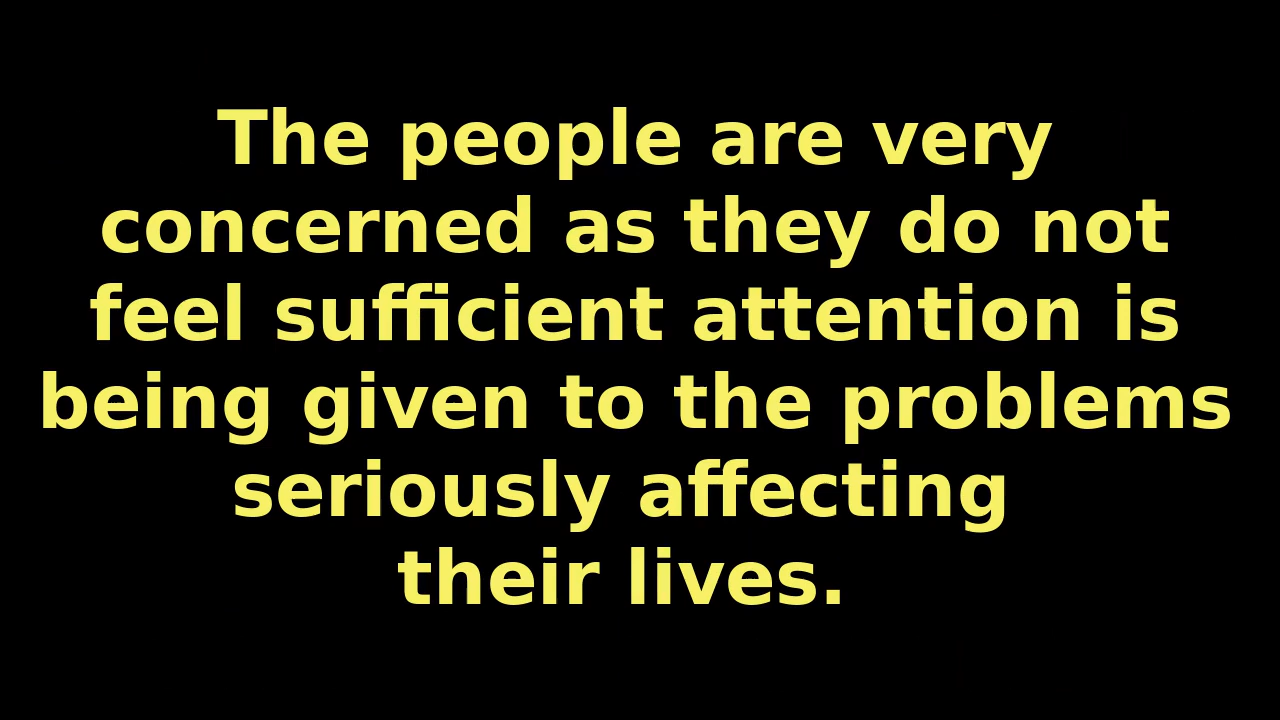 The people are very
concerned as they do not
feel sufficient attention is
being given to the problems
seriously affecting
their lives.